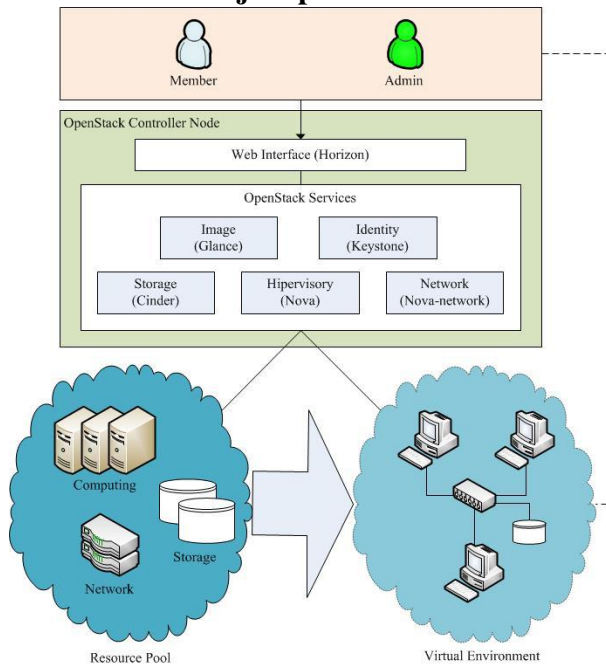 Member
Admin
OpenStack Controller Node
Web Interface (Horizon)
OpenStack Services
Image
(Glance)
Identity
(Keystone)
Storage
(Cinder)
Hipervisory
(Nova)
Network
(Nova-network)
Computing
Storage
Network
Resource Pool
Virtual Environment